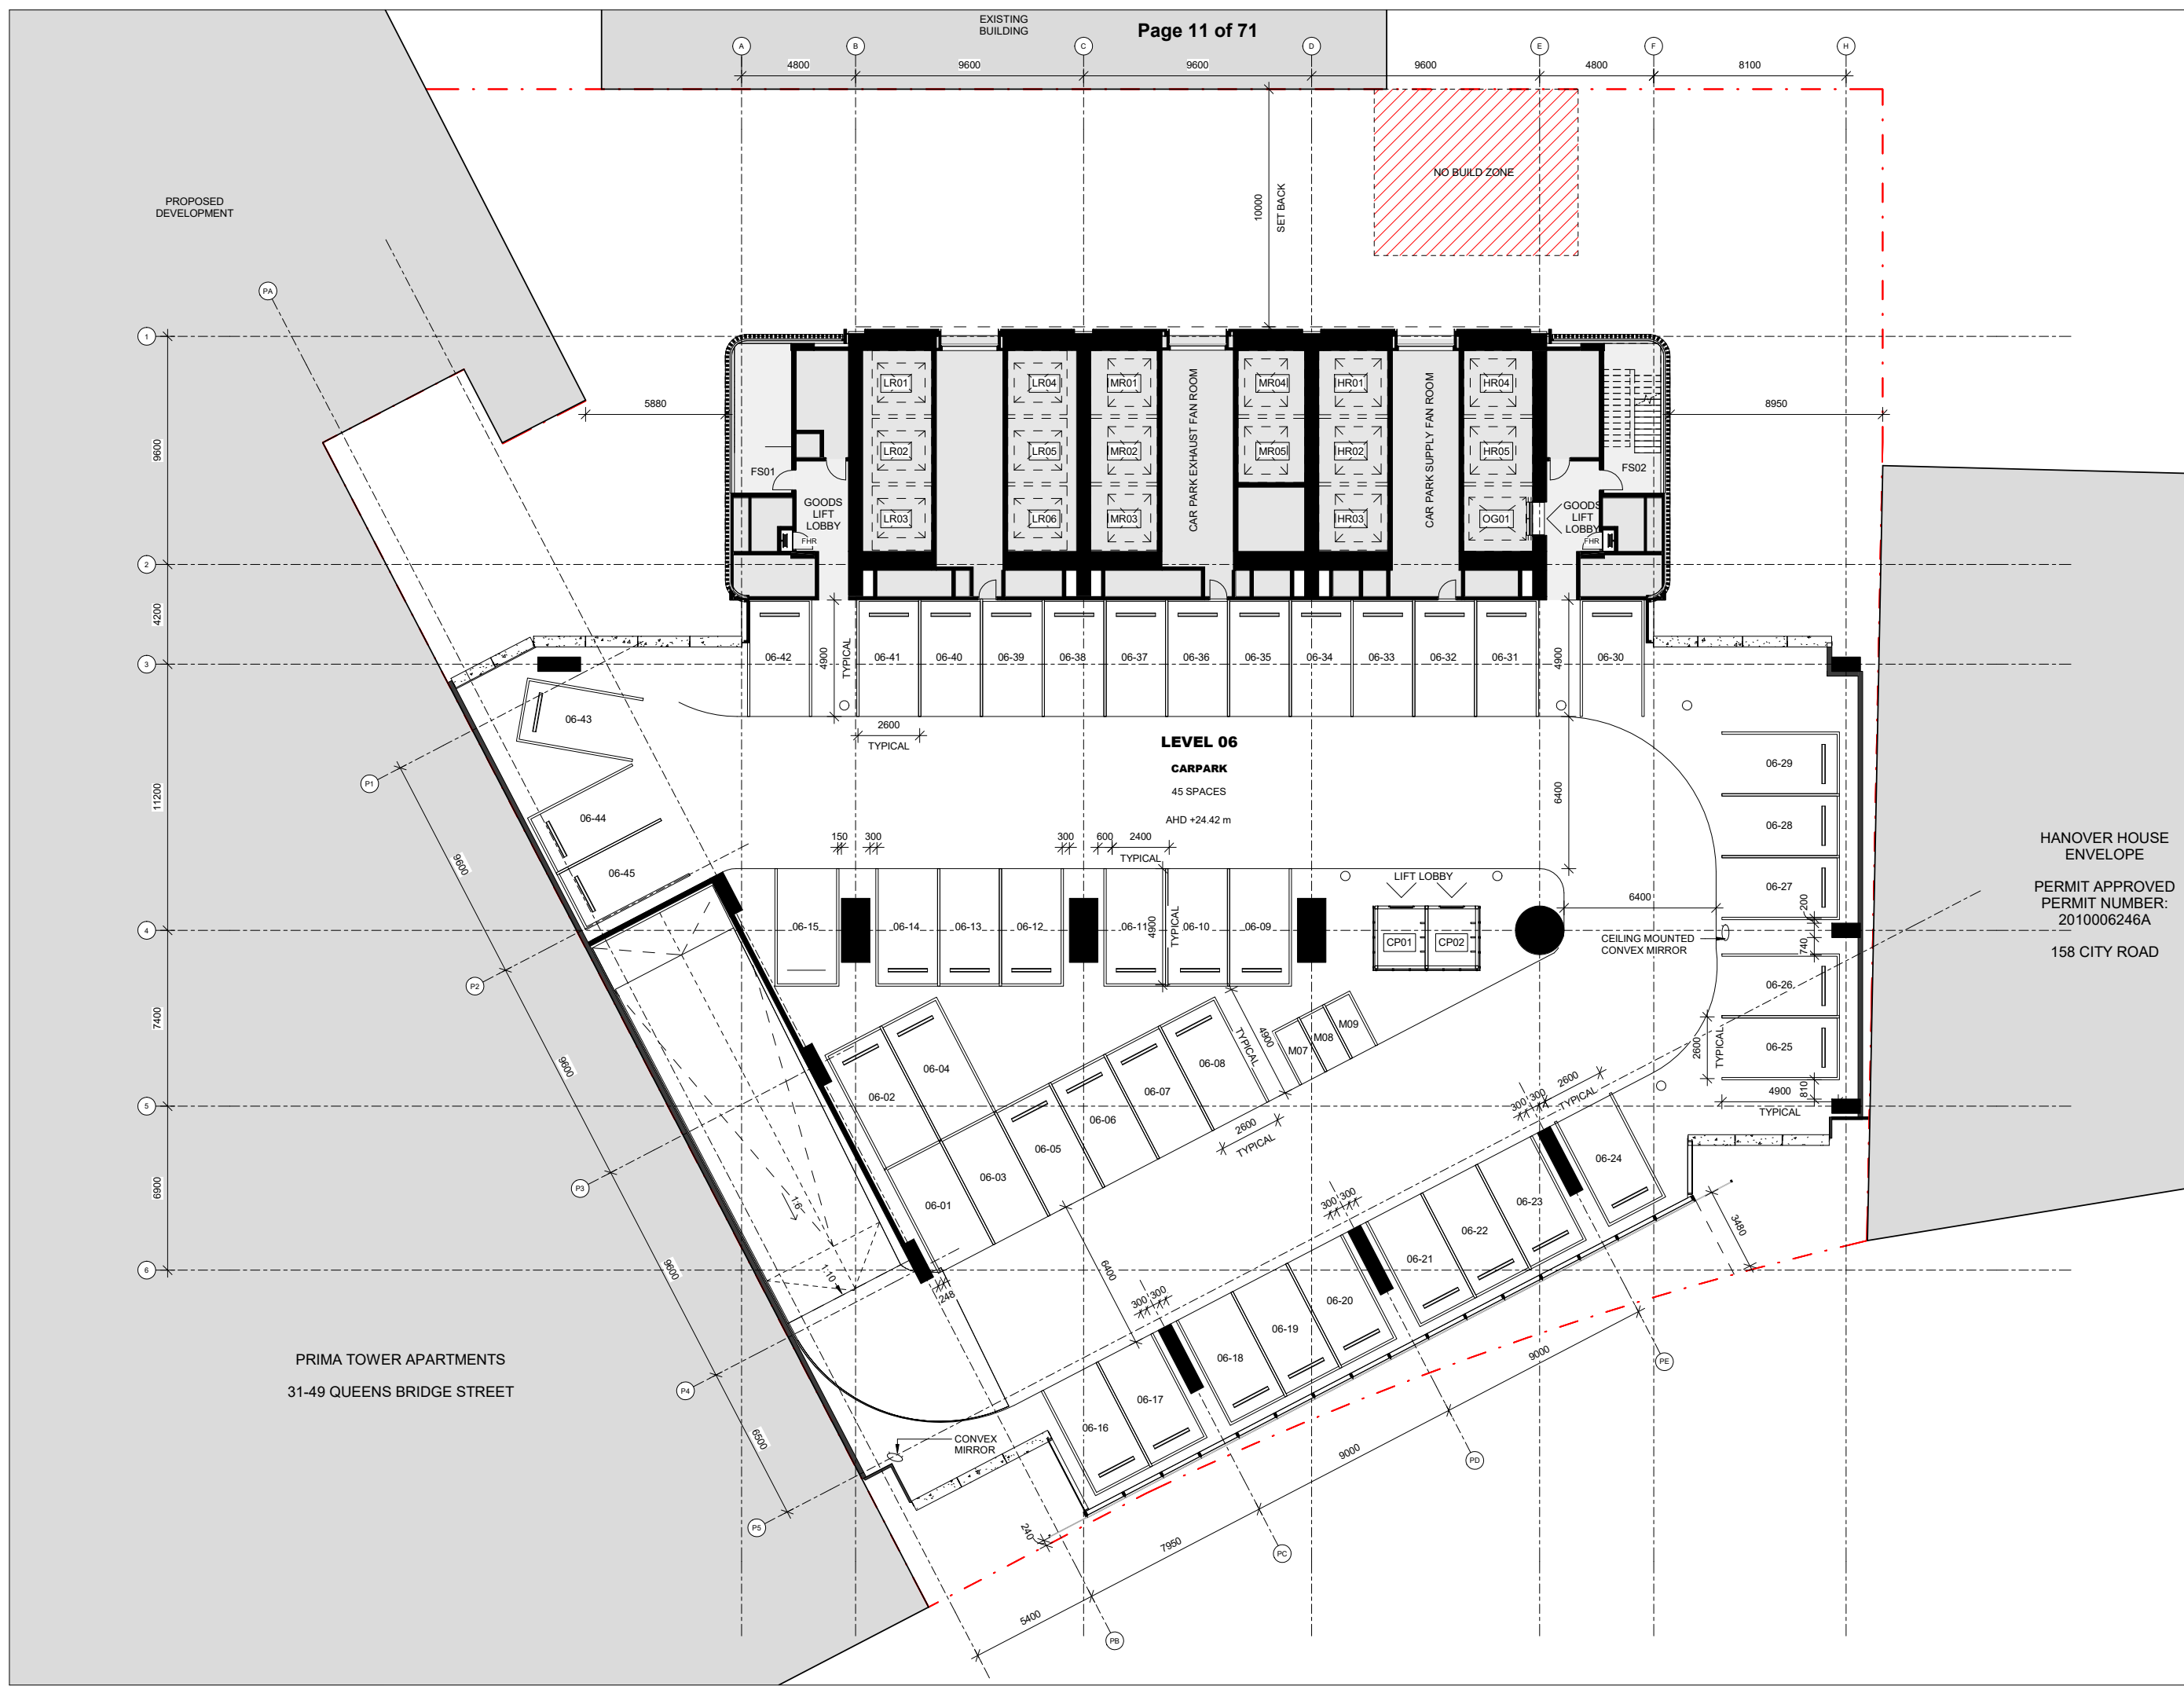 EXISTING
BUILDING
Page 11 of 71
A
B
C
D
E
F
H
4800
9600
9600
9600
4800
8100
PROPOSED
DEVELOPMENT
NO BUILD ZONE
10000
SET BACK
PA
1
2
3
4
5
6
9600
4200
11200
7400
6900
5880
8950
LR01
LR02
LR03
LR04
LR05
LR06
MR01
MR02
MR03
CAR PARK EXHAUST FAN ROOM
MR04
MR05
HR01
HR02
HR03
CAR PARK SUPPLY FAN ROOM
HR04
HR05
OG01
FS01
FS02
GOODS
LIFT
LOBBY
FHR
GOODS
LIFT
LOBBY
FHR
06-42
4900
TYPICAL
06-41
06-40
06-39
06-38
06-37
06-36
06-35
06-34
06-33
06-32
06-31
4900
06-30
2600
TYPICAL
06-43
06-44
06-45
LEVEL 06
CARPARK
45 SPACES
AHD +24.42 m
6400
06-29
06-28
06-27
06-26
06-25
200
740
2600
TYPICAL
4900
TYPICAL
810
150
300
300
600
2400
TYPICAL
LIFT LOBBY
06-15
06-14
06-13
06-12
06-11
06-10
06-09
4900
TYPICAL
CP01
CP02
6400
CEILING MOUNTED
CONVEX MIRROR
HANOVER HOUSE
ENVELOPE
PERMIT APPROVED
PERMIT NUMBER:
2010006246A
158 CITY ROAD
P1
P2
P3
P4
P5
9600
9600
9600
6500
06-02
06-04
06-01
06-03
06-05
06-06
06-07
06-08
4900
TYPICAL
M07
M08
M09
2600
TYPICAL
1:6
1:10
248
6400
300
300
300
300
300
300
2600
TYPICAL
06-24
06-23
06-22
06-21
06-20
06-19
06-18
06-17
06-16
3480
PRIMA TOWER APARTMENTS
31-49 QUEENS BRIDGE STREET
CONVEX
MIRROR
240
5400
7950
9000
9000
PB
PC
PD
PE